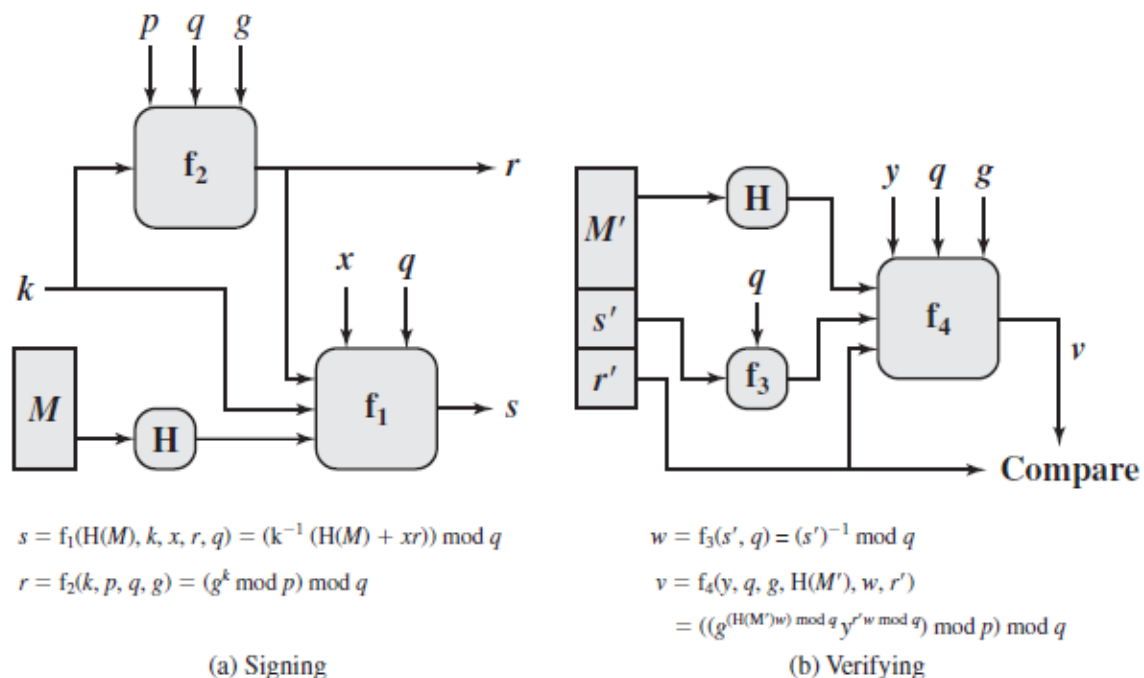 p q g
f₂
r
k
x q
M
H
f₁
s
s = f₁(H(M), k, x, r, q) = (k⁻¹ (H(M) + xr)) mod q
r = f₂(k, p, q, g) = (gᵏ mod p) mod q
(a) Signing
y q g
M′
H
q
s′
f₄
r′
f₃
v
Compare
w = f₃(s′, q) = (s′)⁻¹ mod q
v = f₄(y, q, g, H(M′), w, r′)
= ((g^(H(M′)w) mod q y^r′w mod q) mod p) mod q
(b) Verifying